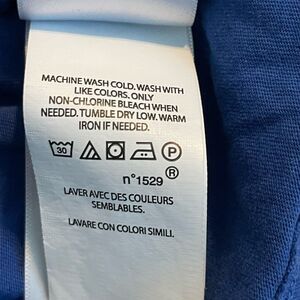 MACHINE WASH COLD. WASH WITH
LIKE COLORS. ONLY
NON-CHLORINE BLEACH WHEN
NEEDED. TUMBLE DRY LOW. WARM
IRON IF NEEDED.
30 P
n°1529 ®
LAVER AVEC DES COULEURS
SEMBLABLES.
LAVARE CON COLORI SIMILI.